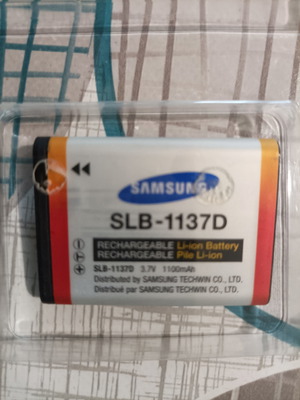 SAMSUNG
SLB-1137D
RECHARGEABLE Li-ion Battery
RECHARGEABLE Pile Li-ion
SLB-1137D 3.7V 1100mAh
Distributed by SAMSUNG TECHWIN CO., LTD.
Distribué par SAMSUNG TECHWIN CO., LTD.